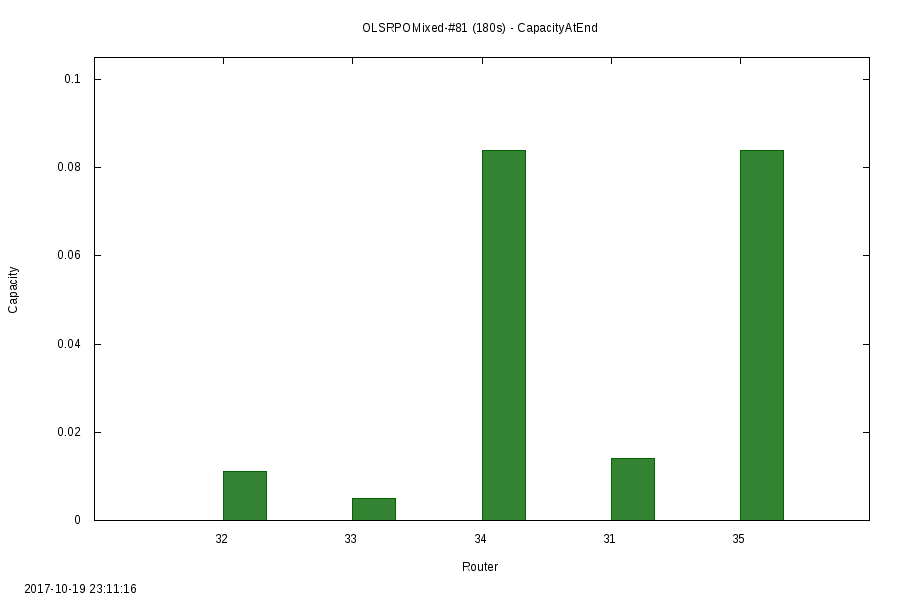 OLSRPOMixed-#81 (180s) - CapacityAtEnd
0.1
0.08
0.06
0.04
0.02
0
Capacity
32 33 34 31 35
Router
2017-10-19 23:11:16